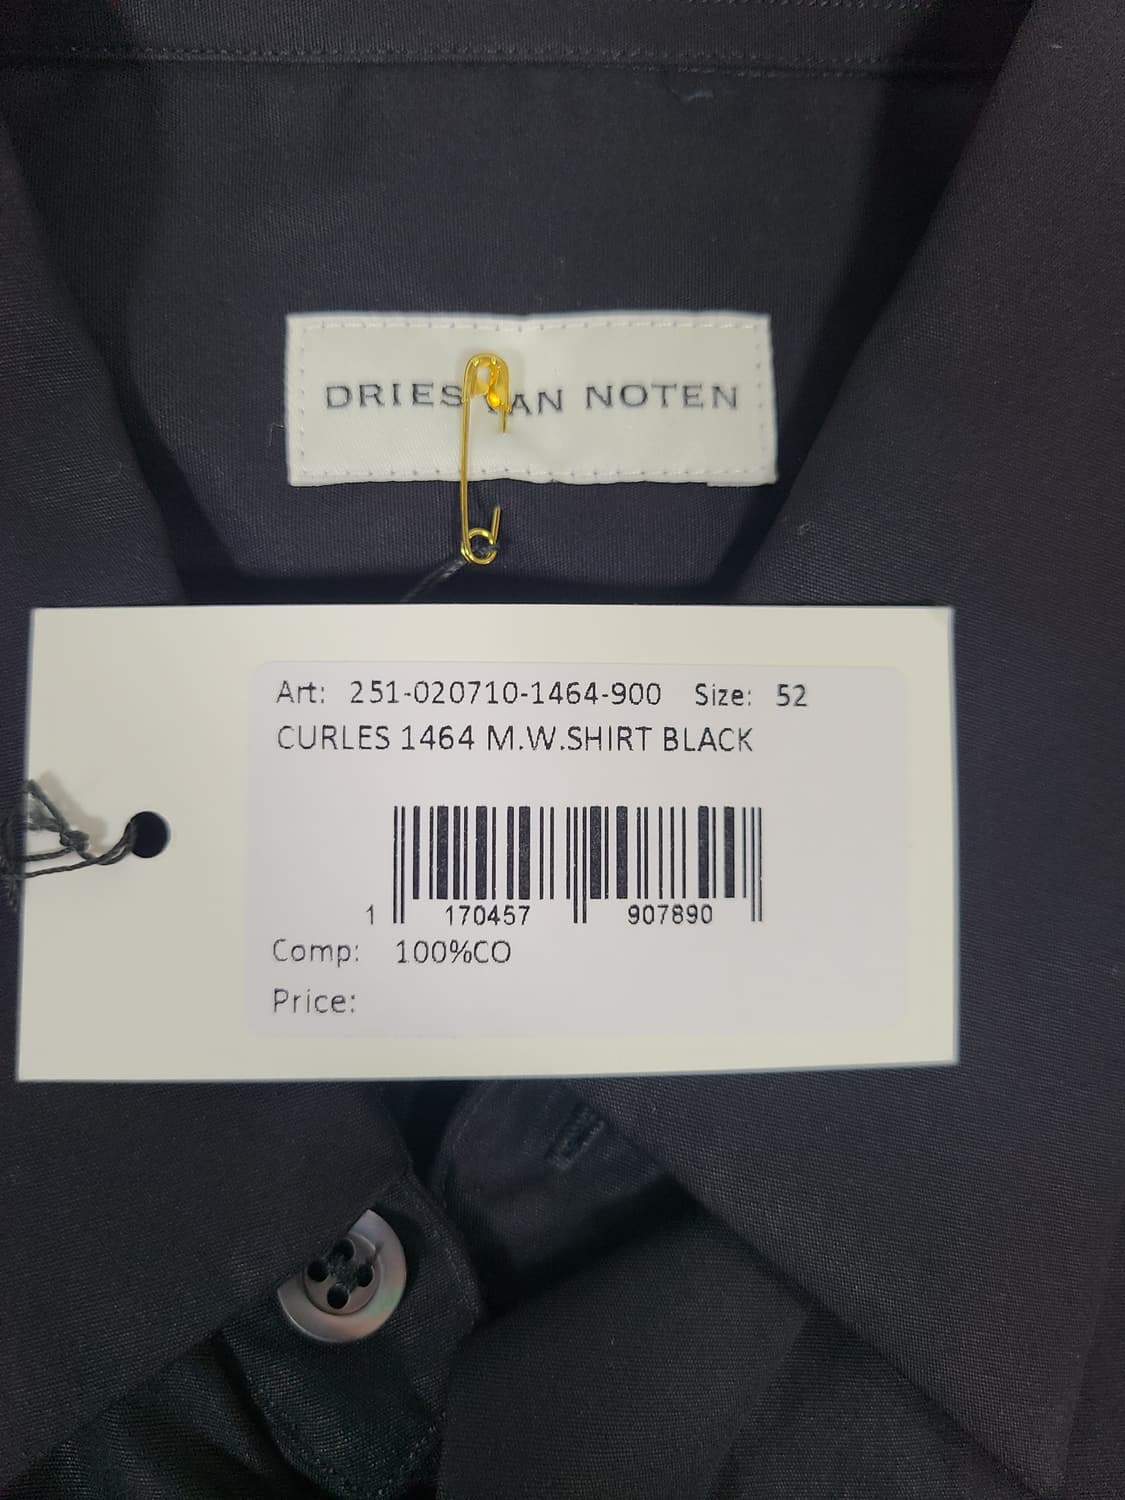 DRIES VAN NOTEN
Art: 251-020710-1464-900 Size: 52
CURLES 1464 M.W.SHIRT BLACK
1 170457 907890
Comp: 100%CO
Price: